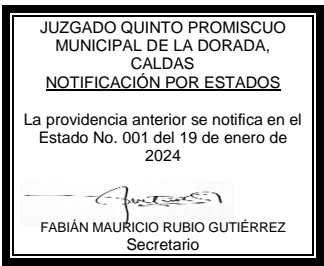 JUZGADO QUINTO PROMISCUO
MUNICIPAL DE LA DORADA,
CALDAS
NOTIFICACIÓN POR ESTADOS
La providencia anterior se notifica en el
Estado No. 001 del 19 de enero de
2024
FABIÁN MAURICIO RUBIO GUTIÉRREZ
Secretario